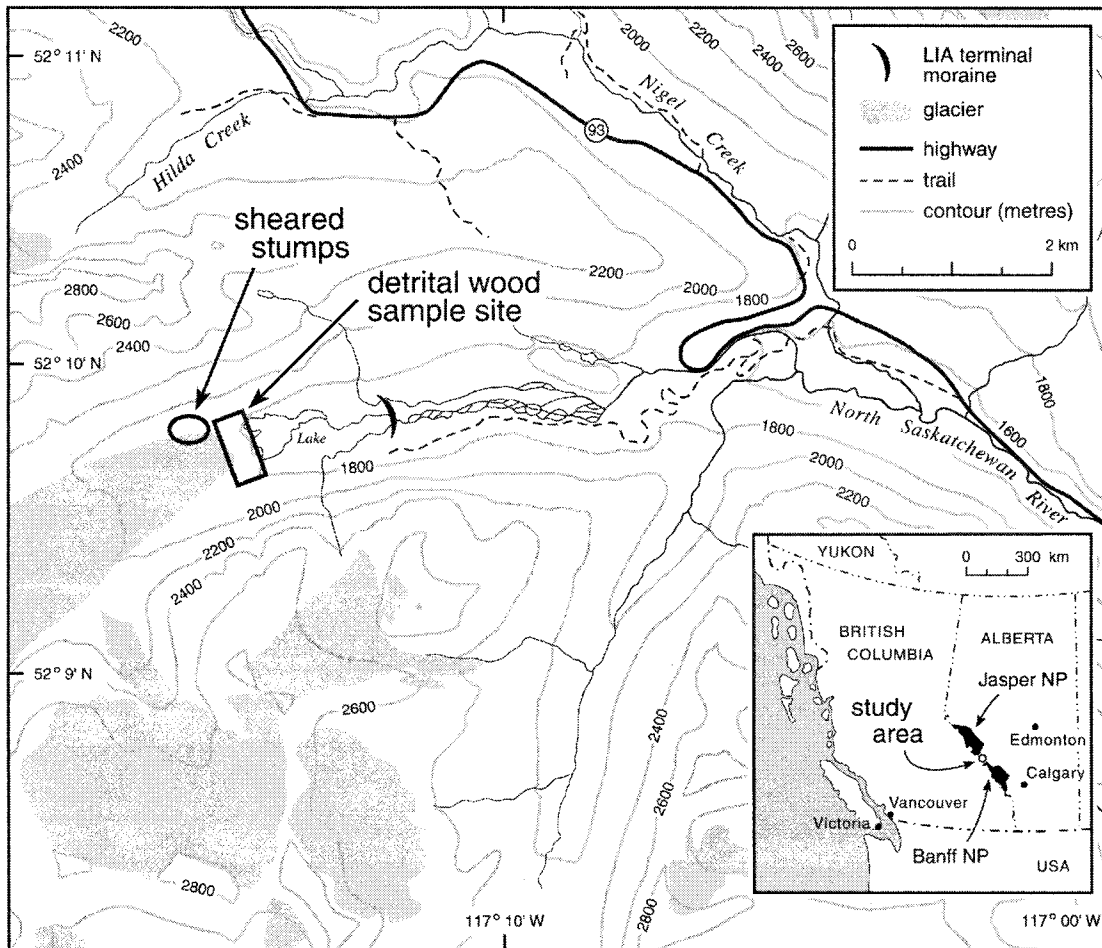 2200
2000
2200
2400
2600
52° 11' N
Nigel
Creek
93
Hilda Creek
2400
LIA terminal
moraine
glacier
highway
trail
contour (metres)
0
2 km
sheared
stumps
detrital wood
sample site
2800
2600
2400
2200
2000
1800
52° 10' N
Lake
1800
2000
2200
2400
1800
1600
North Saskatchewan
River
1800
2000
2200
52° 9' N
2600
2400
2600
2800
2800
117° 10' W
117° 00' W
YUKON
0 300 km
BRITISH
COLUMBIA
ALBERTA
Jasper NP
study
area
Edmonton
Calgary
Vancouver
Victoria
Banff NP
USA